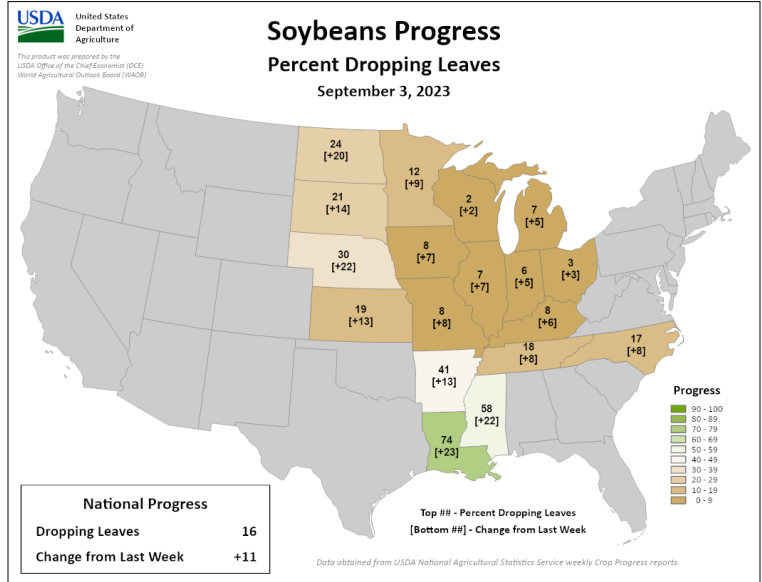 USDA
United States
Department of
Agriculture
This product was prepared by the
USDA Office of the Chief Economist (OCE)
World Agricultural Outlook Board (WAOB)
Soybeans Progress
Percent Dropping Leaves
September 3, 2023
24
[+20]
12
[+9]
2
[+2]
7
[+5]
21
[+14]
30
[+22]
8
[+7]
7
[+7]
6
[+5]
3
[+3]
19
[+13]
8
[+8]
8
[+6]
18
[+8]
17
[+8]
41
[+13]
58
[+22]
74
[+23]
Progress
90 - 100
80 - 89
70 - 79
60 - 69
50 - 59
40 - 49
30 - 39
20 - 29
10 - 19
0 - 9
National Progress
Dropping Leaves 16
Change from Last Week +11
Top ## - Percent Dropping Leaves
[Bottom ##] - Change from Last Week
Data obtained from USDA National Agricultural Statistics Service weekly Crop Progress reports.